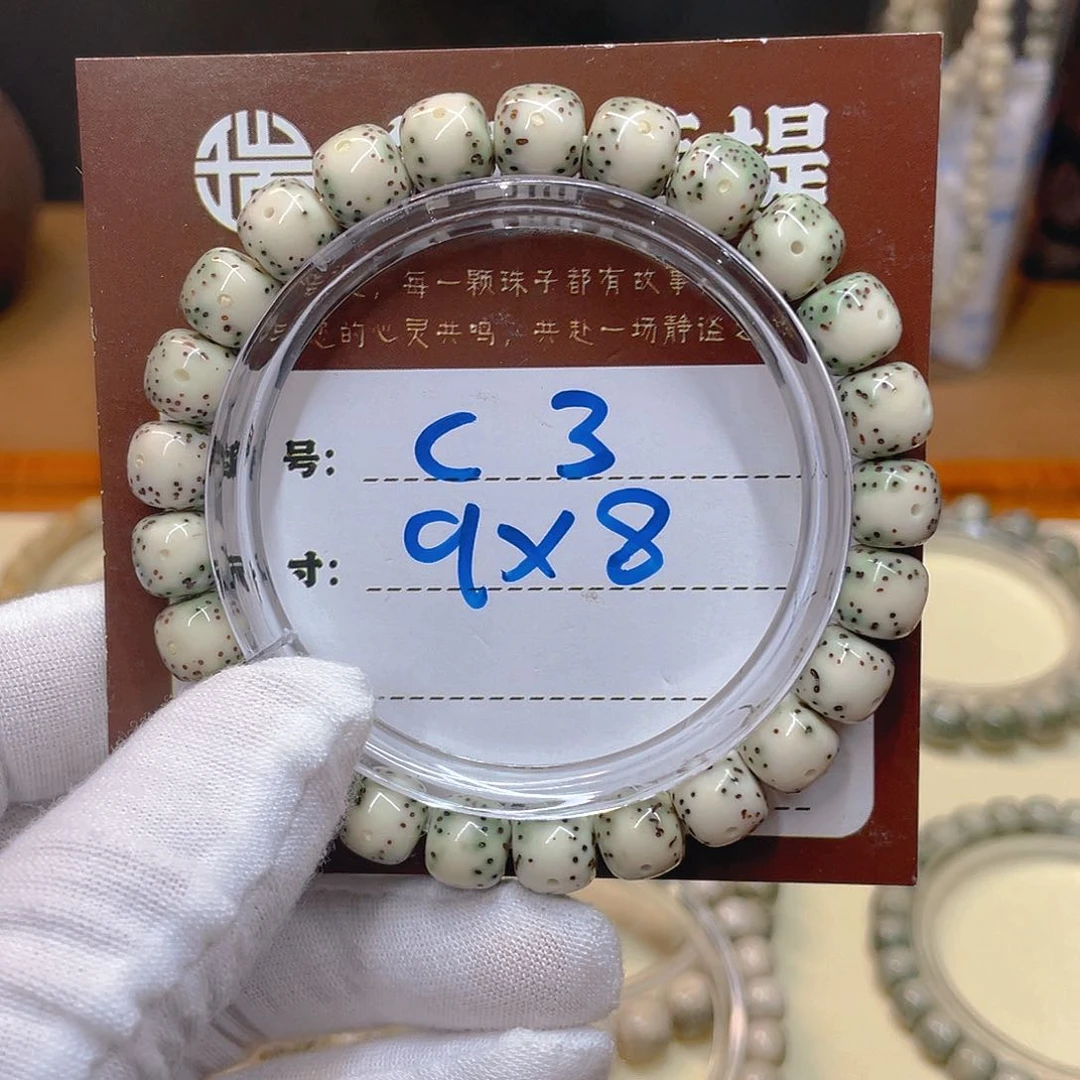 提
每一颗珠子都有故事
的心灵共鸣，共赴一场静谧
号: C 3
寸: 9x8